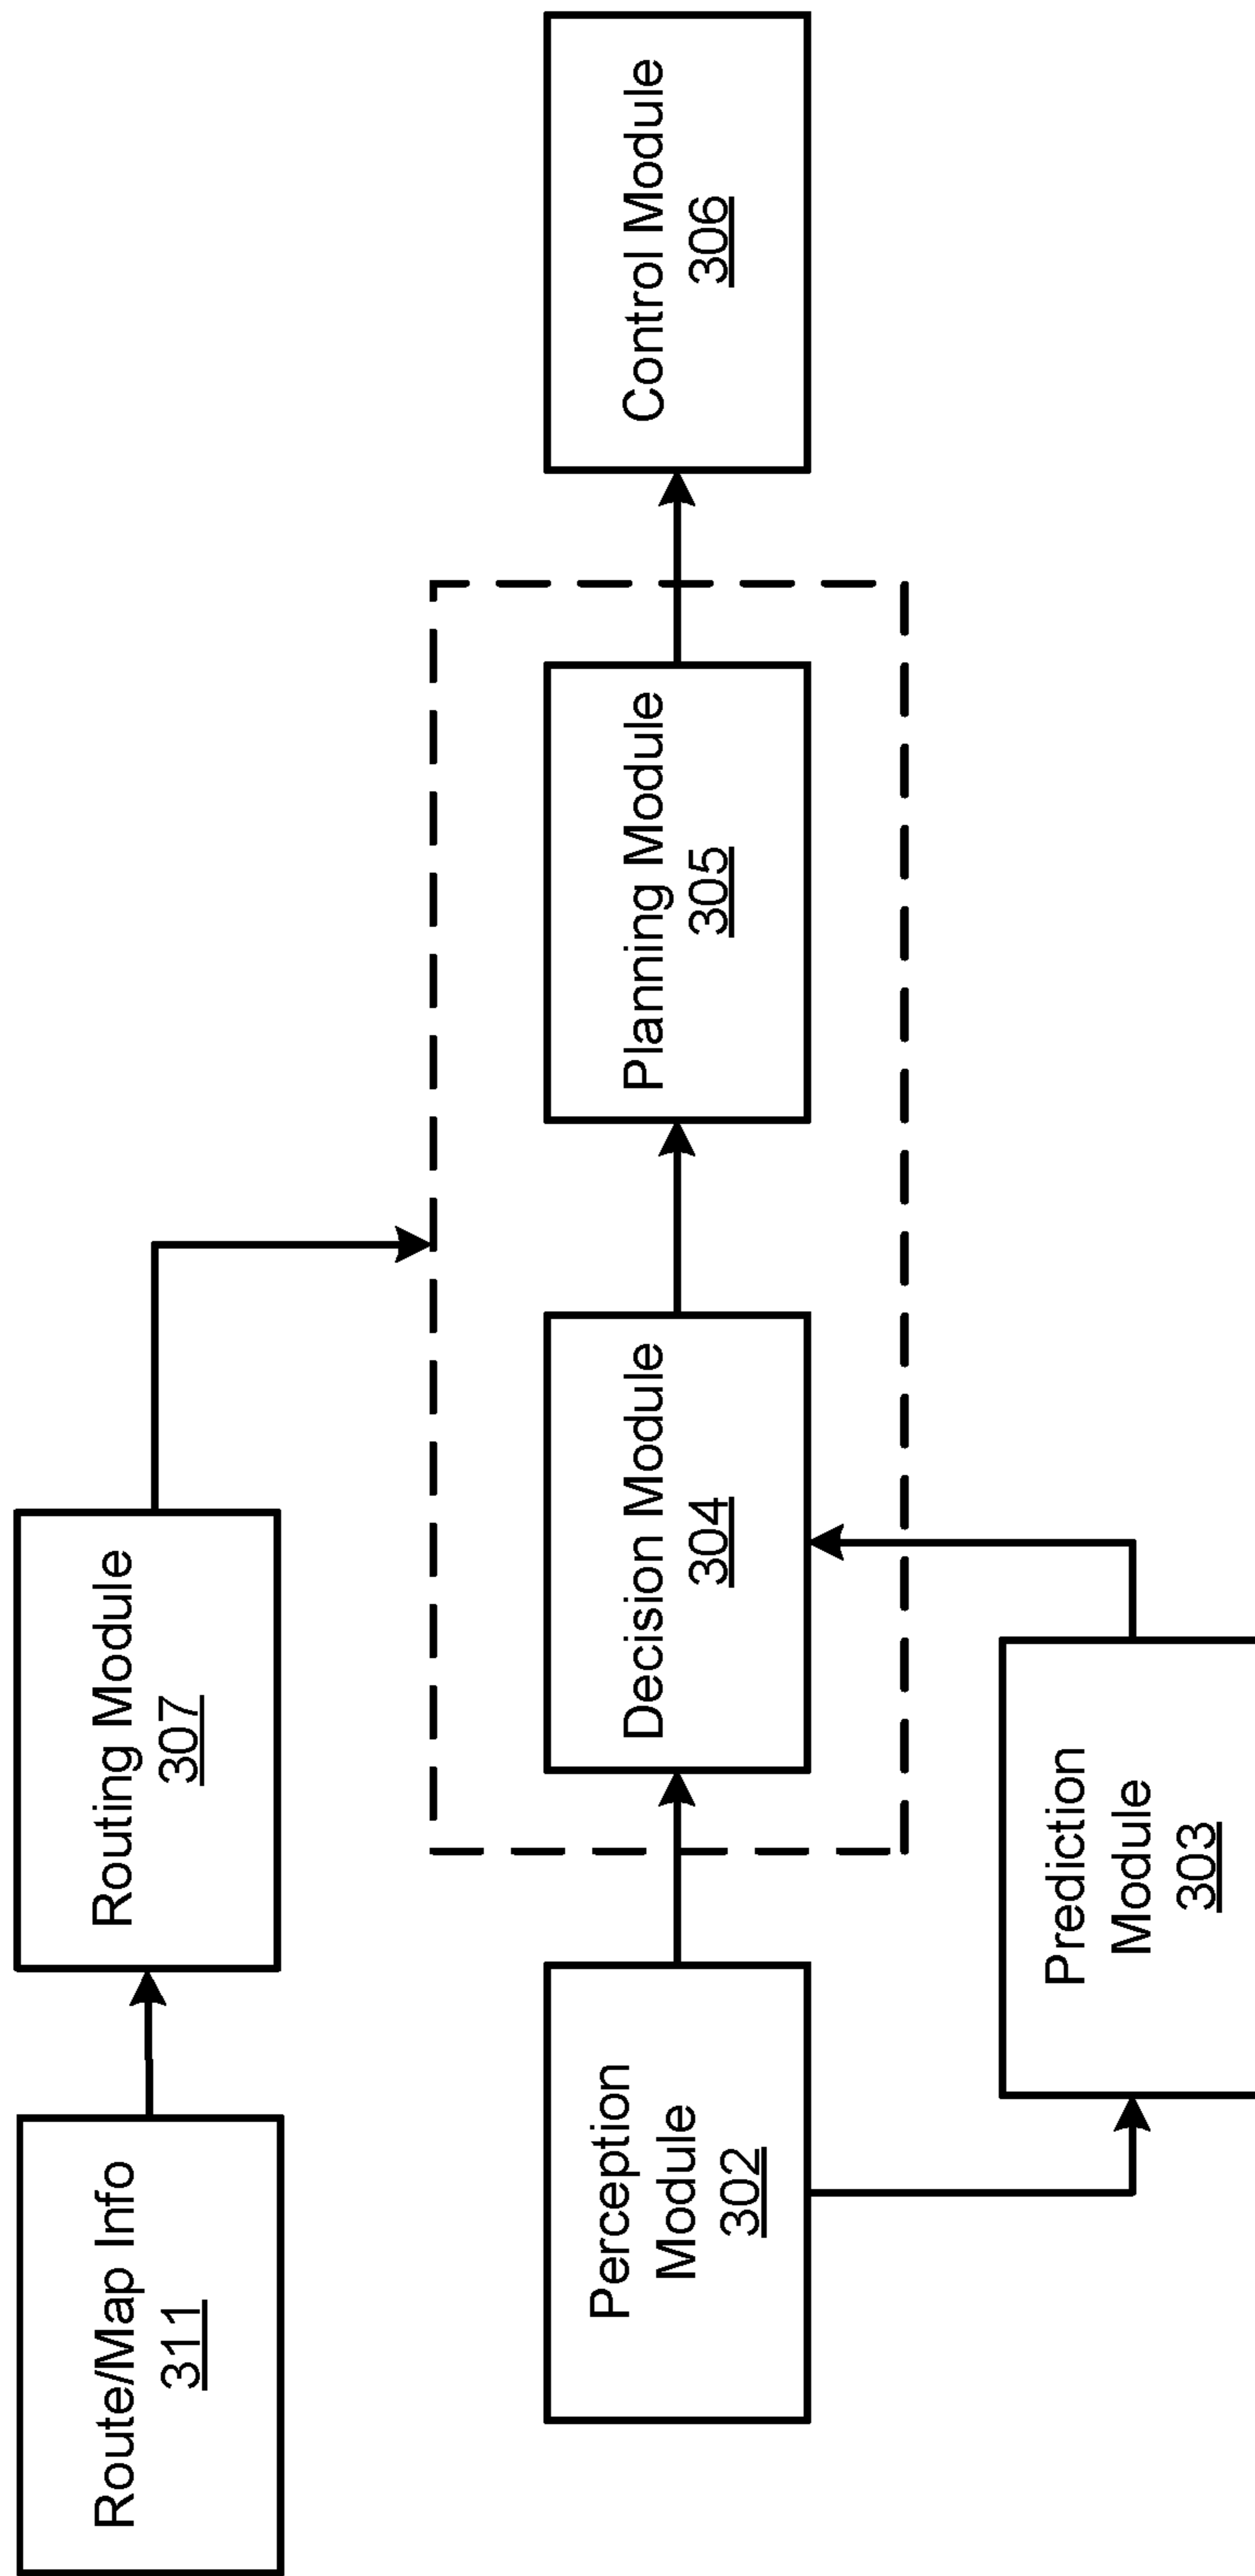 Route/Map Info
311
Routing Module
307
Perception
Module
302
Decision Module
304
Planning Module
305
Control Module
306
Prediction
Module
303